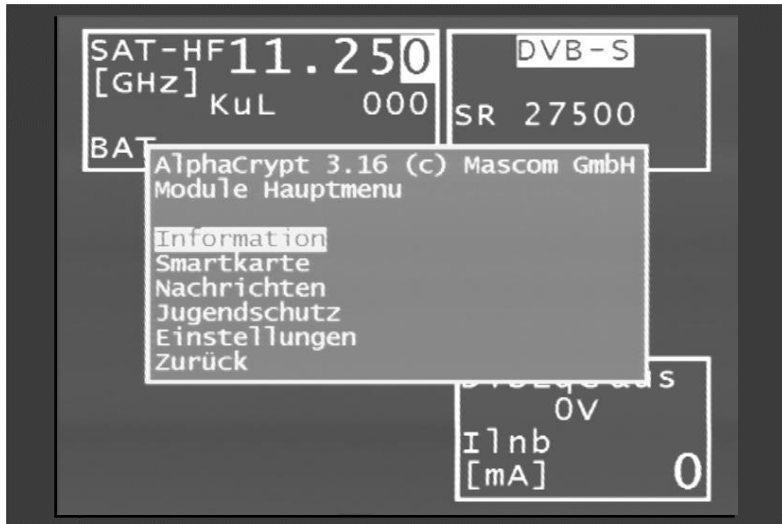 SAT-HF 11.250
[GHz]
KuL 000
BAT
DVB-S
SR 27500
AlphaCrypt 3.16 (c) Mascom GmbH
Module Hauptmenu
Information
Smartkarte
Nachrichten
Jugendschutz
Einstellungen
Zurück
0V
Ilnb
[mA] 0